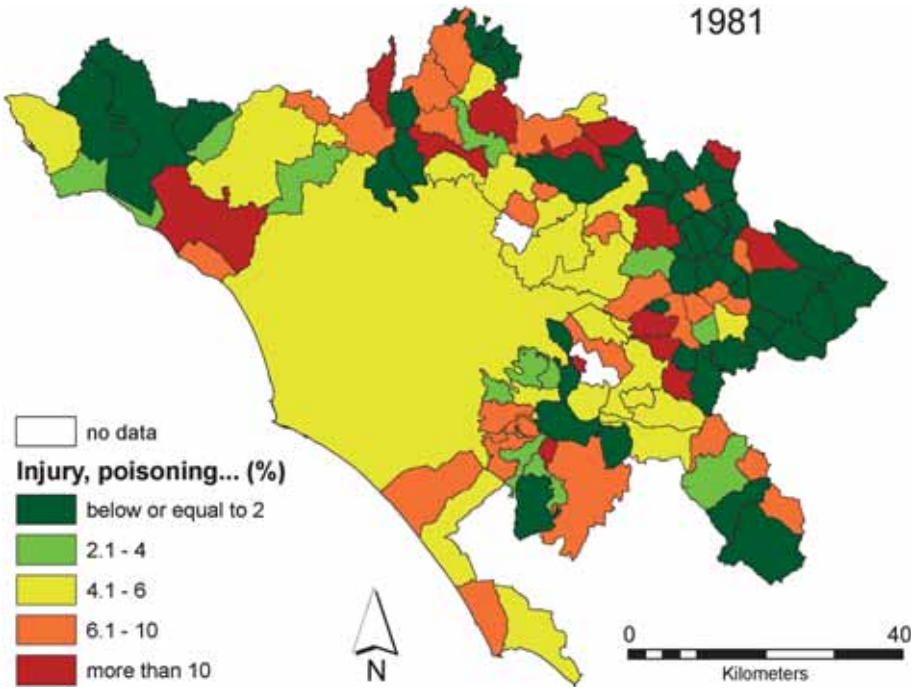 1981
no data
Injury, poisoning... (%)
below or equal to 2
2.1 - 4
4.1 - 6
6.1 - 10
more than 10
N
0 40
Kilometers